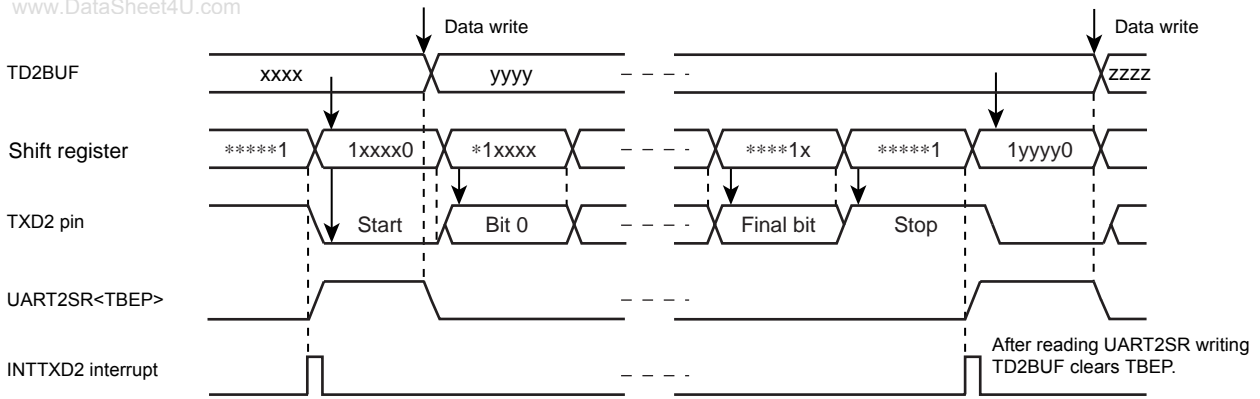 www.DataSheet4U.com
Data write
Data write
TD2BUF
xxxx
yyyy
zzzz
Shift register
*****1
1xxxx0
*1xxxx
****1x
*****1
1yyyy0
TXD2 pin
Start
Bit 0
Final bit
Stop
UART2SR<TBEP>
INTTXD2 interrupt
After reading UART2SR writing
TD2BUF clears TBEP.